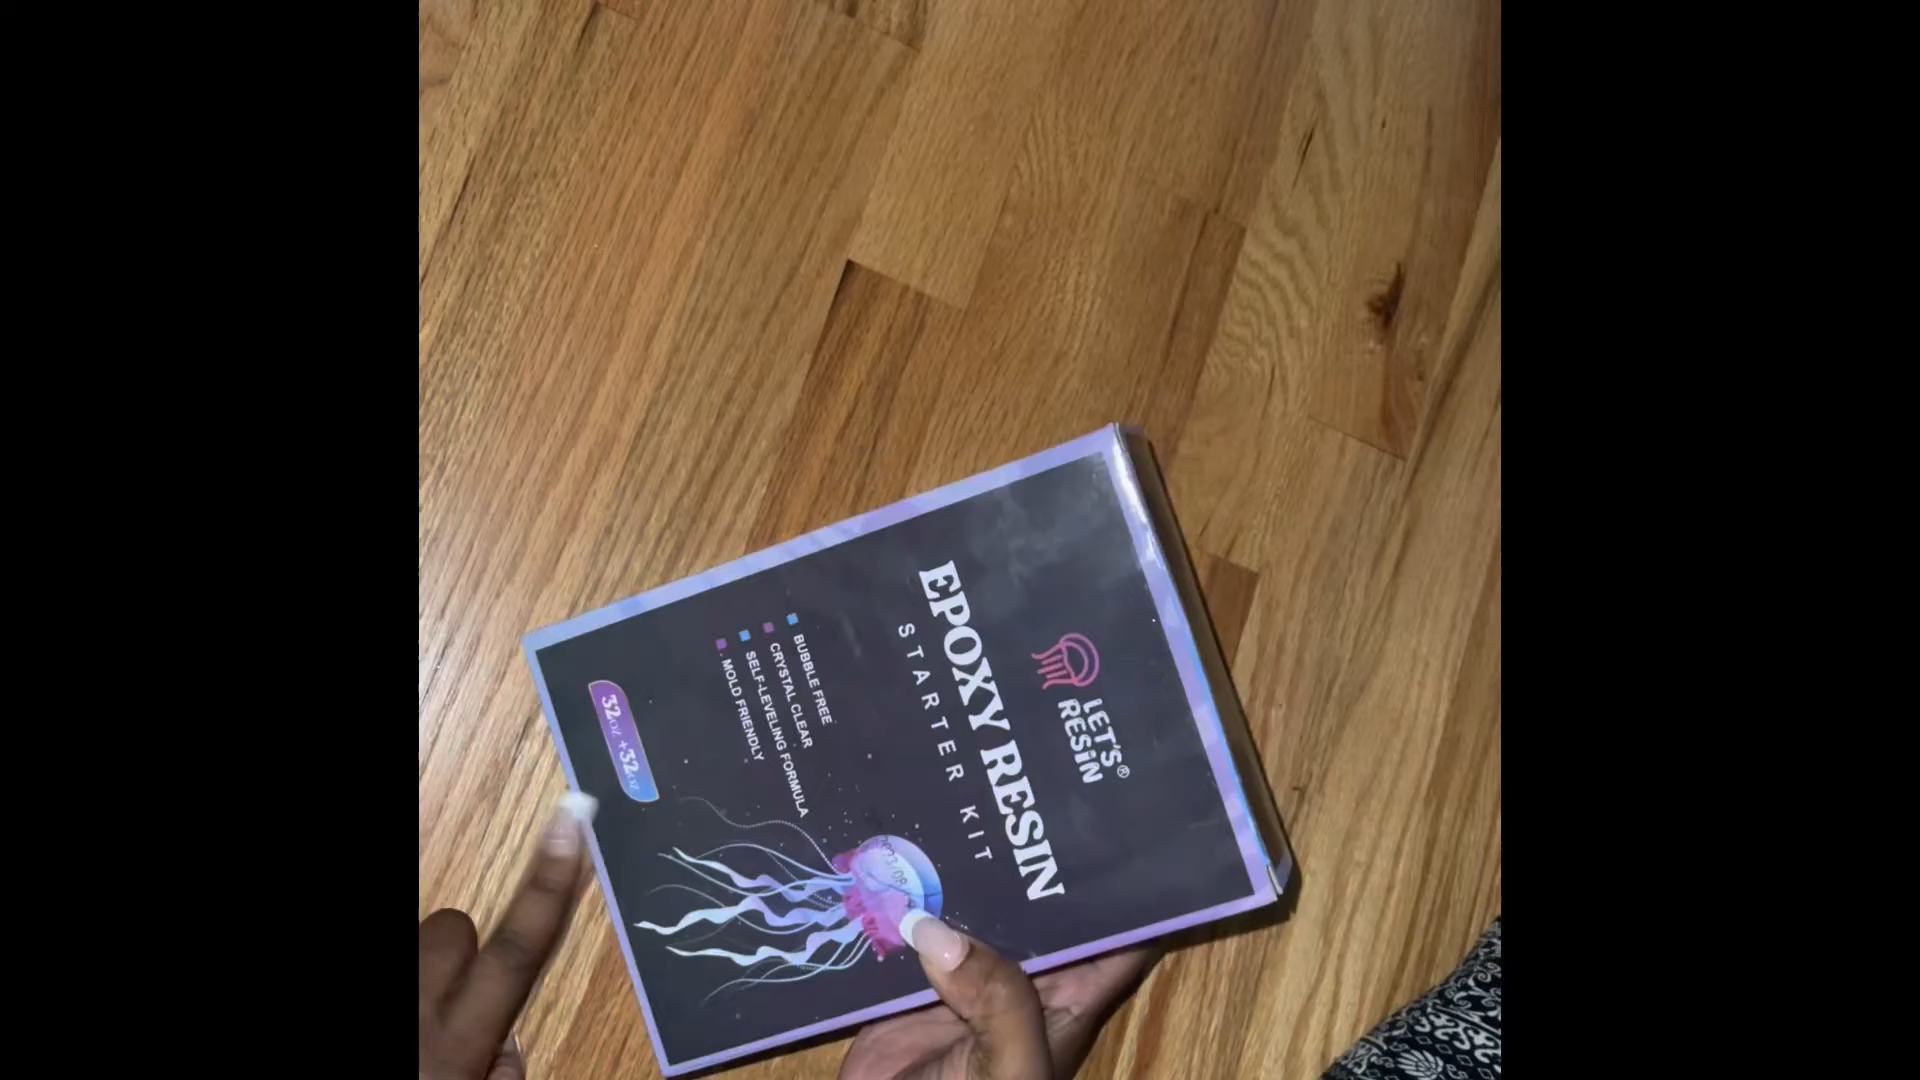 LET'S
RESIN®
EPOXY RESIN
STARTER KIT
BUBBLE FREE
CRYSTAL CLEAR
SELF-LEVELING FORMULA
MOLD FRIENDLY
32OZ+32OZ